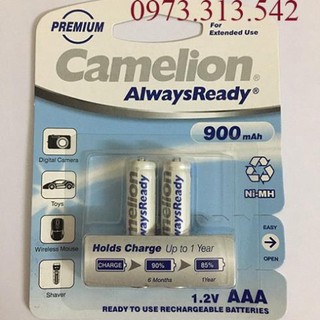 0973.313.542
PREMIUM
For
Extended Use
Camelion®
AlwaysReady®
900 mAh
Digital Camera
Toys
Wireless Mouse
Shaver
Camelion
AlwaysReady
Camelion
AlwaysReady
Ni-MH
EASY
OPEN
Holds Charge Up to 1 Year
CHARGE 90% 85%
6 Months 1Year
1.2V AAA
READY TO USE RECHARGEABLE BATTERIES